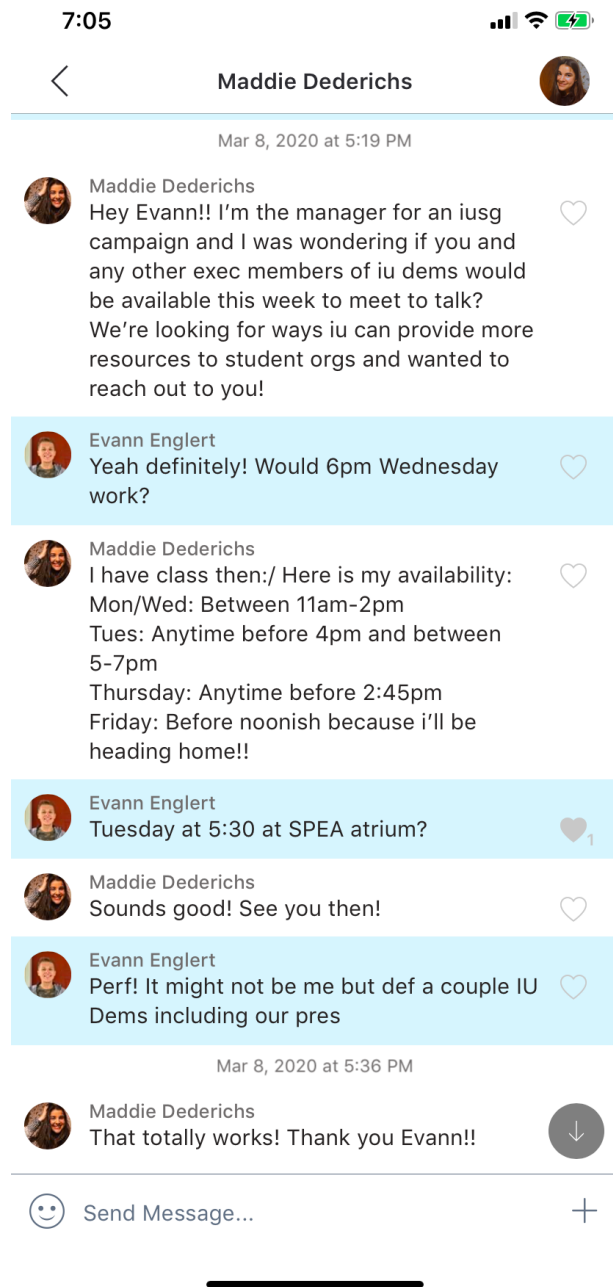 7:05
Maddie Dederichs
Mar 8, 2020 at 5:19 PM
Maddie Dederichs
Hey Evann!! I'm the manager for an iusg
campaign and I was wondering if you and
any other exec members of iu dems would
be available this week to meet to talk?
We're looking for ways iu can provide more
resources to student orgs and wanted to
reach out to you!
Evann Englert
Yeah definitely! Would 6pm Wednesday
work?
Maddie Dederichs
I have class then:/ Here is my availability:
Mon/Wed: Between 11am-2pm
Tues: Anytime before 4pm and between
5-7pm
Thursday: Anytime before 2:45pm
Friday: Before noonish because i'll be
heading home!!
Evann Englert
Tuesday at 5:30 at SPEA atrium?
1
Maddie Dederichs
Sounds good! See you then!
Evann Englert
Perf! It might not be me but def a couple IU
Dems including our pres
Mar 8, 2020 at 5:36 PM
Maddie Dederichs
That totally works! Thank you Evann!!
Send Message...